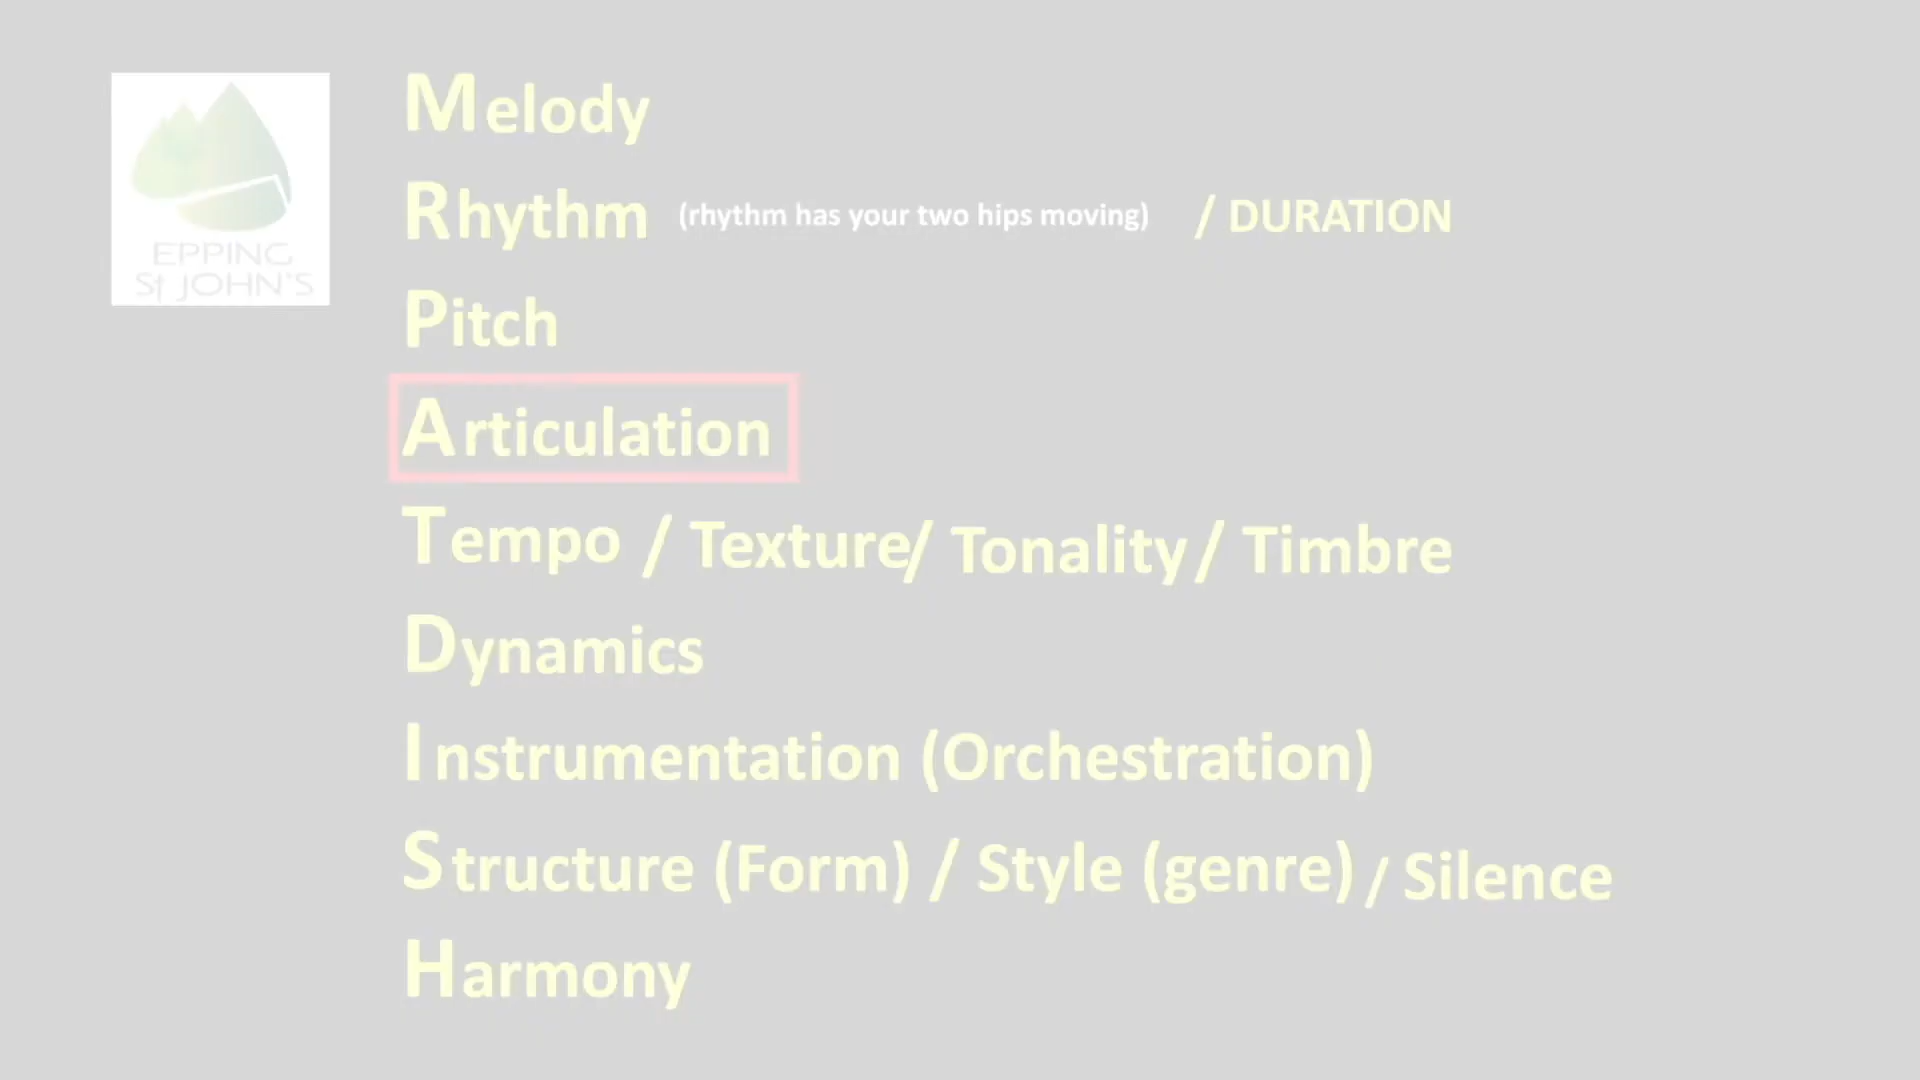 EPPING
St JOHN'S
Melody
Rhythm (rhythm has your two hips moving) / DURATION
Pitch
Articulation
Tempo / Texture/ Tonality/ Timbre
Dynamics
Instrumentation (Orchestration)
Structure (Form) / Style (genre) / Silence
Harmony